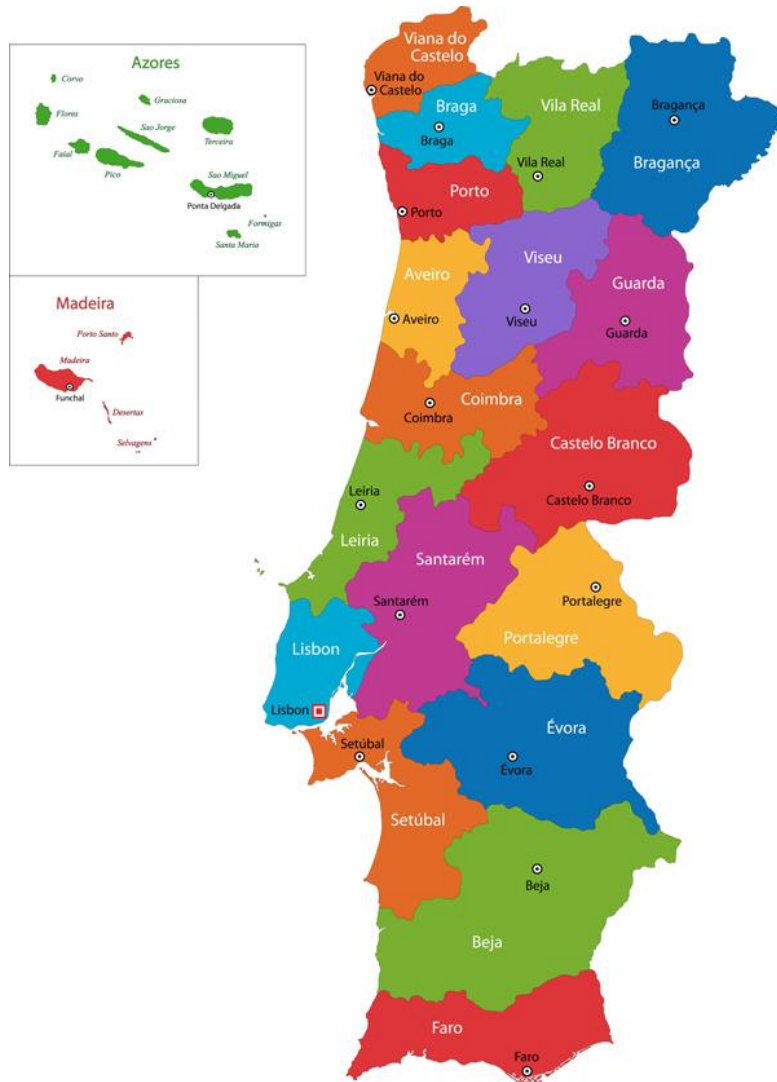 Azores
Corvo
Graciosa
Flores
Sao Jorge
Terceira
Faial
Pico
Sao Miguel
Ponta Delgada
Formigas
Santa Maria
Madeira
Porto Santo
Madeira
Funchal
Desertas
Selvagens
Viana do
Castelo
Viana do
Castelo
Braga
Braga
Vila Real
Vila Real
Bragança
Bragança
Porto
Porto
Aveiro
Aveiro
Viseu
Viseu
Guarda
Guarda
Coimbra
Coimbra
Castelo Branco
Castelo Branco
Leiria
Leiria
Santarém
Santarém
Portalegre
Portalegre
Lisbon
Lisbon
Setúbal
Setúbal
Évora
Évora
Beja
Beja
Faro
Faro